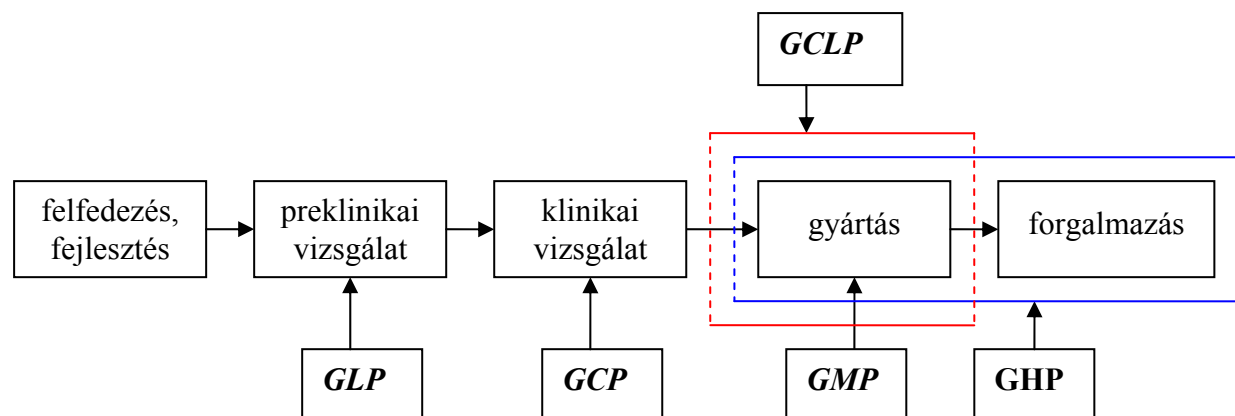 GCLP
felfedezés,
fejlesztés
preklinikai
vizsgálat
klinikai
vizsgálat
gyártás
forgalmazás
GLP
GCP
GMP
GHP